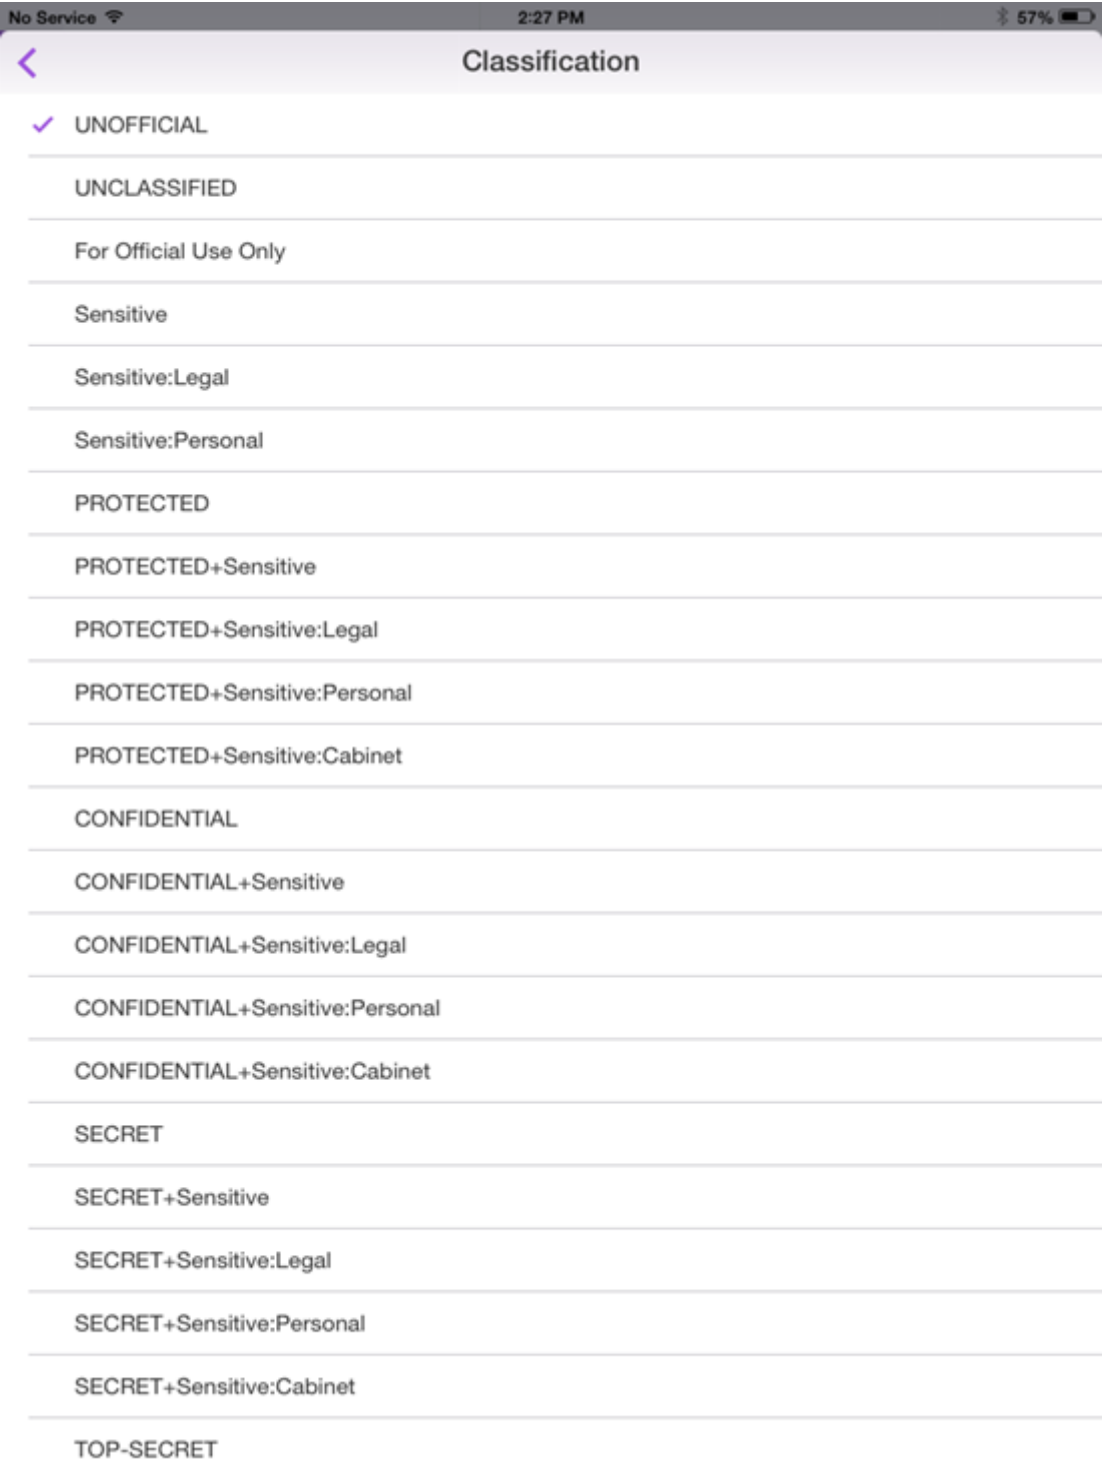 No Service 2:27 PM 57%
Classification
UNOFFICIAL
UNCLASSIFIED
For Official Use Only
Sensitive
Sensitive:Legal
Sensitive:Personal
PROTECTED
PROTECTED+Sensitive
PROTECTED+Sensitive:Legal
PROTECTED+Sensitive:Personal
PROTECTED+Sensitive:Cabinet
CONFIDENTIAL
CONFIDENTIAL+Sensitive
CONFIDENTIAL+Sensitive:Legal
CONFIDENTIAL+Sensitive:Personal
CONFIDENTIAL+Sensitive:Cabinet
SECRET
SECRET+Sensitive
SECRET+Sensitive:Legal
SECRET+Sensitive:Personal
SECRET+Sensitive:Cabinet
TOP-SECRET